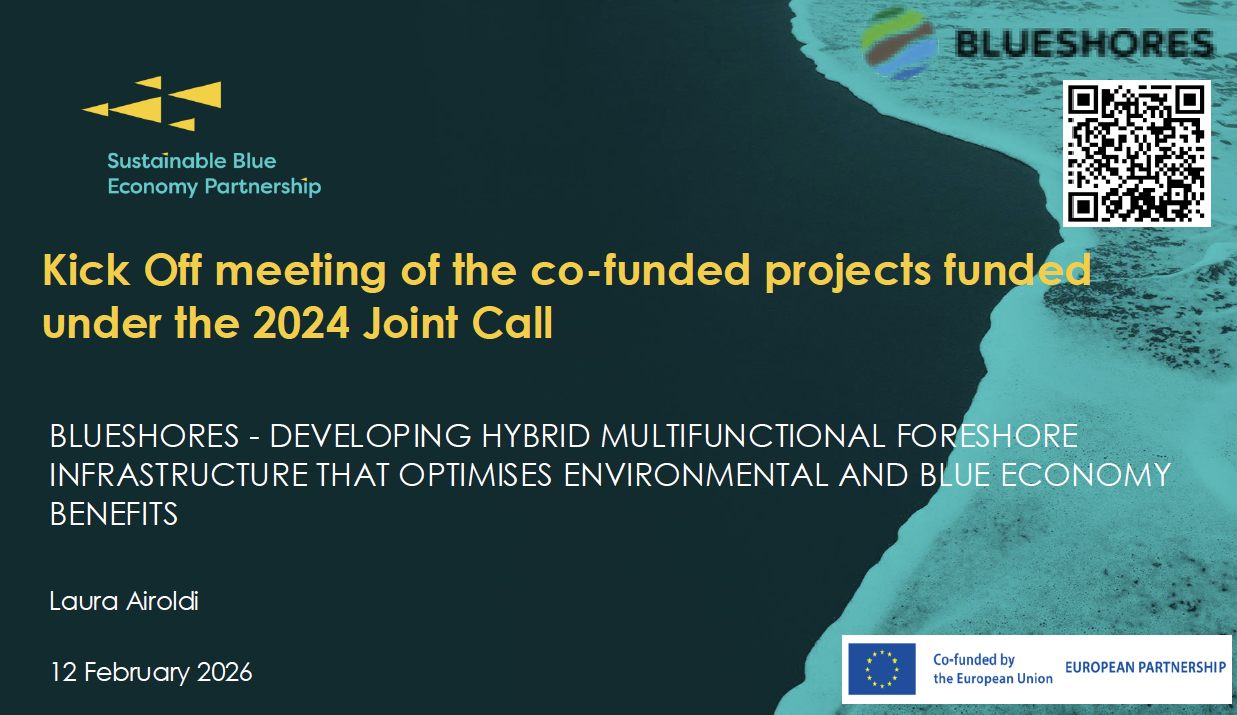 BLUESHORES
Sustainable Blue
Economy Partnership
Kick Off meeting of the co-funded projects funded
under the 2024 Joint Call
BLUESHORES - DEVELOPING HYBRID MULTIFUNCTIONAL FORESHORE
INFRASTRUCTURE THAT OPTIMISES ENVIRONMENTAL AND BLUE ECONOMY
BENEFITS
Laura Airoldi
12 February 2026
Co-funded by
the European Union
EUROPEAN PARTNERSHIP